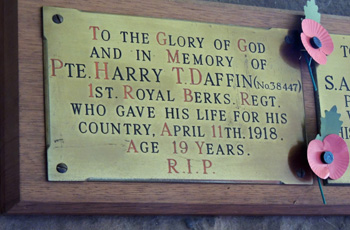 TO THE GLORY OF GOD
AND IN MEMORY OF
PTE. HARRY T. DAFFIN (No 38447)
1ST. ROYAL BERKS. REGT.
WHO GAVE HIS LIFE FOR HIS
COUNTRY, APRIL 11TH. 1918.
AGE 19 YEARS.
R.I.P.